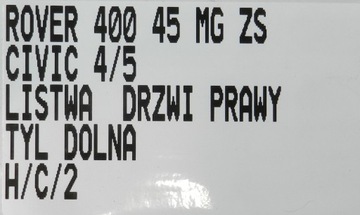 ROVER 400 45 MG ZS
CIVIC 4/5
LISTWA DRZWI PRAWY
TYL DOLNA
H/C/2